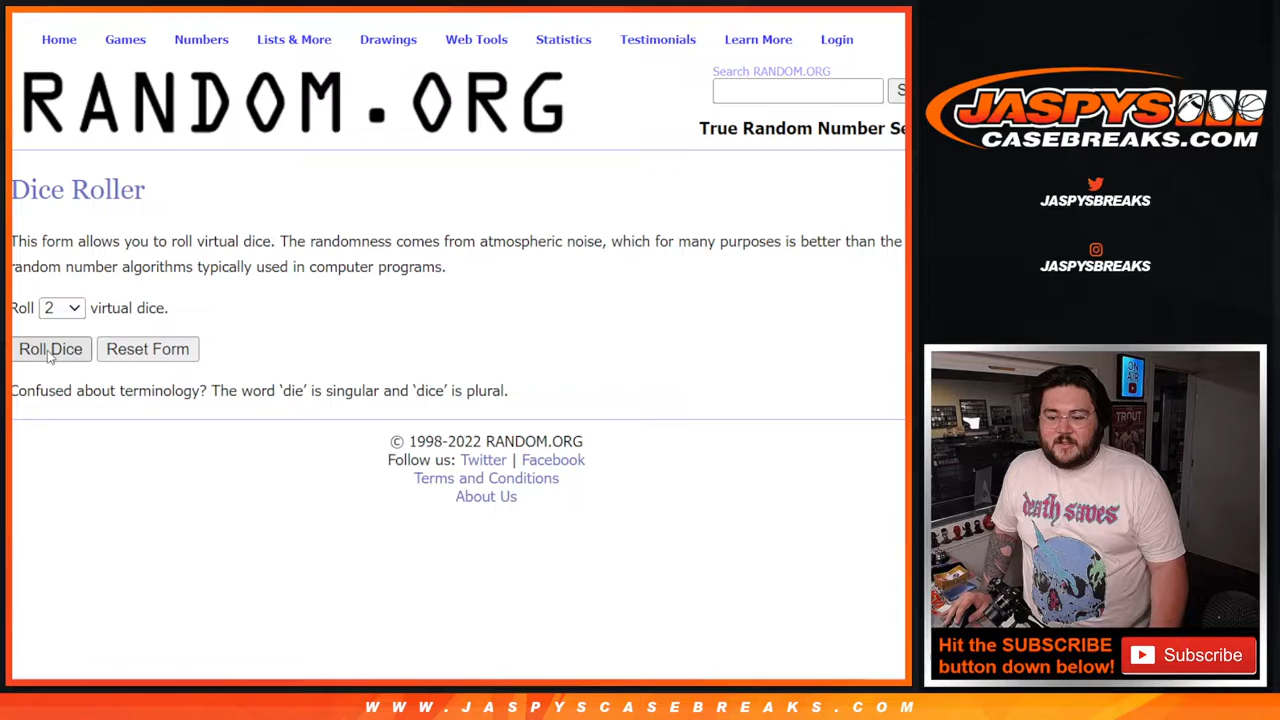 Home Games Numbers Lists & More Drawings Web Tools Statistics Testimonials Learn More Login
Search RANDOM.ORG
RANDOM.ORG
S
True Random Number Se
Dice Roller
This form allows you to roll virtual dice. The randomness comes from atmospheric noise, which for many purposes is better than the
random number algorithms typically used in computer programs.
Roll 2 virtual dice.
Roll Dice Reset Form
Confused about terminology? The word ‘die’ is singular and ‘dice’ is plural.
© 1998-2022 RANDOM.ORG
Follow us: Twitter | Facebook
Terms and Conditions
About Us
JASPYS
CASEBREAKS.COM
JASPYSBREAKS
JASPYSBREAKS
ON
AIR
TROUT
death saves
Hit the SUBSCRIBE
button down below!
Subscribe
WWW.JASPYSCASEBREAKS.COM